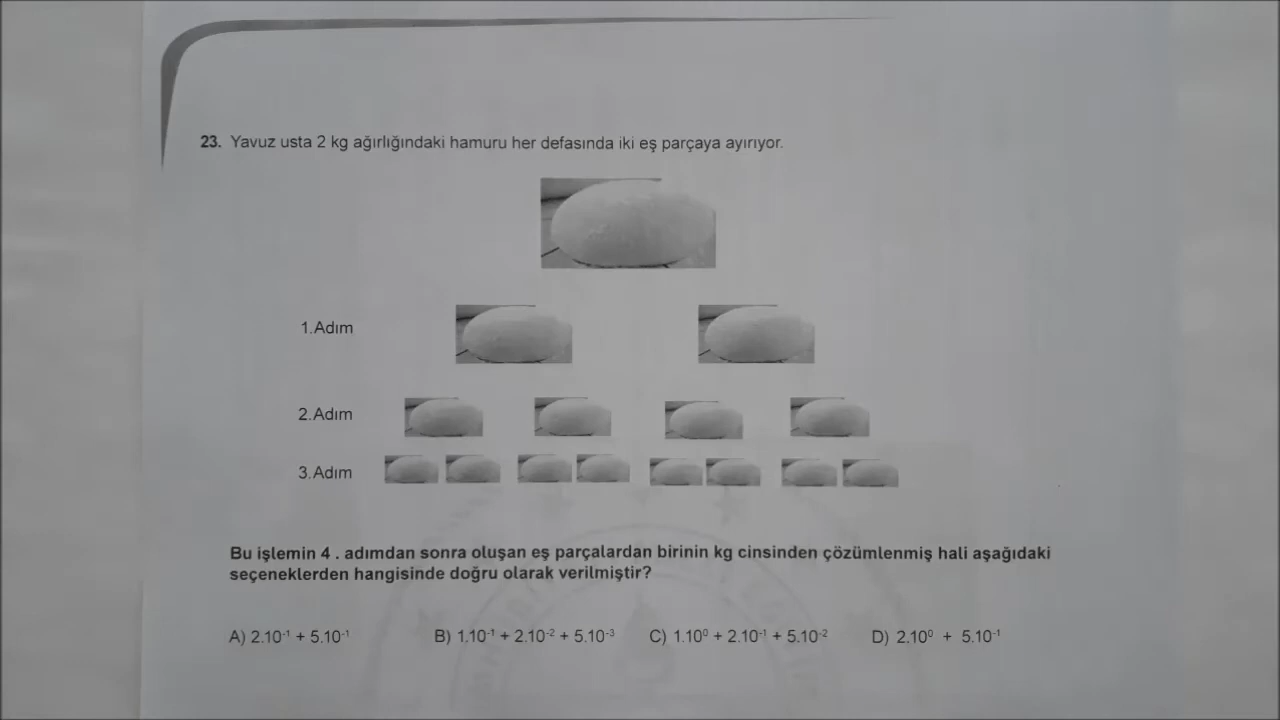 23. Yavuz usta 2 kg ağırlığındaki hamuru her defasında iki eş parçaya ayırıyor.
1.Adım
2.Adım
3.Adım
Bu işlemin 4 . adımdan sonra oluşan eş parçalardan birinin kg cinsinden çözümlenmiş hali aşağıdaki
seçeneklerden hangisinde doğru olarak verilmiştir?
A) 2.10⁻¹ + 5.10⁻¹ B) 1.10⁻¹ + 2.10⁻² + 5.10⁻³ C) 1.10⁰ + 2.10⁻¹ + 5.10⁻² D) 2.10⁰ + 5.10⁻¹